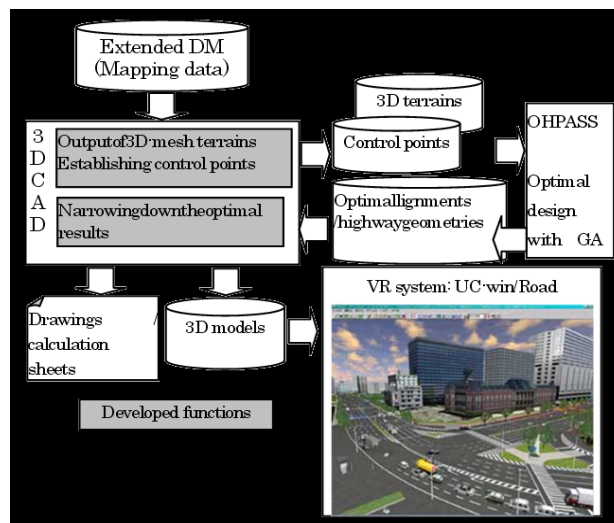 Extended DM
(Mapping data)
3D terrains
Control points
3
D
C
A
D
Outputof3D·mesh terrains
Establishing control points
Narrowingdowntheoptimal
results
Optimallignments
/highwaygeometries
OHPASS
Optimal
design
with GA
Drawings /
calculation
sheets
3D models
VR system: UC·win/Road
Developed functions